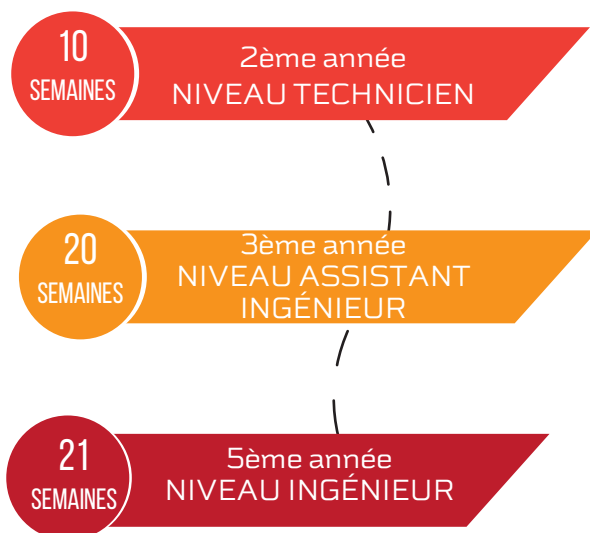 10
SEMAINES
2ème année
NIVEAU TECHNICIEN
20
SEMAINES
3ème année
NIVEAU ASSISTANT
INGÉNIEUR
21
SEMAINES
5ème année
NIVEAU INGÉNIEUR